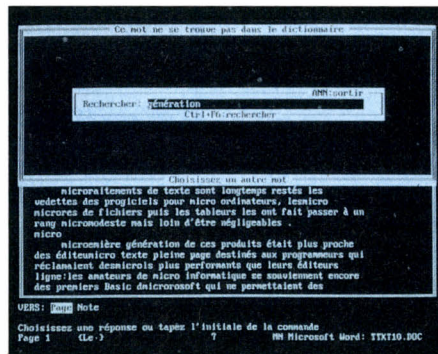 Ce mot ne se trouve pas dans le dictionnaire
ANN:sortir
Rechercher: génération
Ctrl+F6:rechercher
Choisissez un autre mot
microraitements de texte sont longtemps restés les
vedettes des progiciels pour micro ordinateurs, lesmicro
microres de fichiers puis les tableurs les ont fait passer à un
rang micromodeste mais loin d'être négligeables .
micro
micromière génération de ces produits était plus proche
des éditeumicro texte pleine page destinés aux programmeurs qui
réclamaient desmicrols plus performants que leurs éditeurs
ligne:les amateurs de micro informatique se souviennent encore
des premiers Basic dmicrorosoft qui ne permettaient des
VERS: Page Note
Choisissez une réponse ou tapez l'initiale de la commande
Page 1 (Le·) ? MM Microsoft Word: TTXT10.DOC